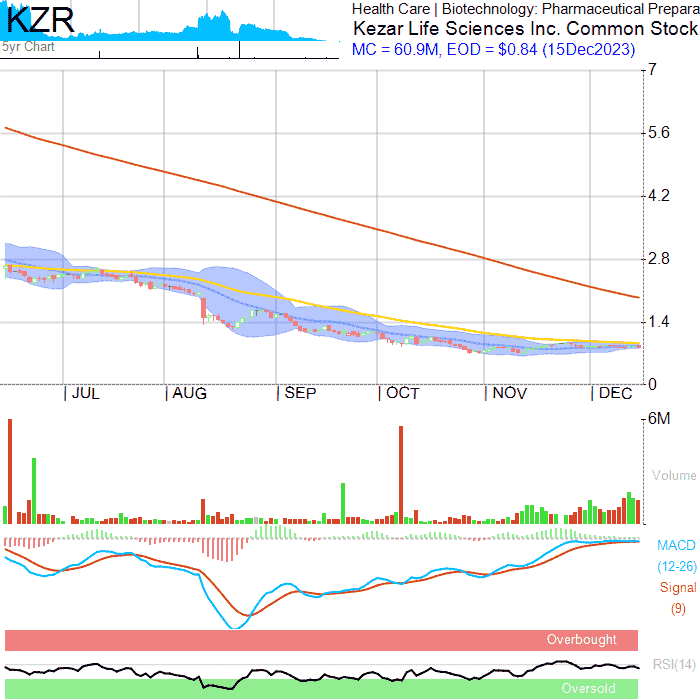 KZR
5yr Chart
Health Care | Biotechnology: Pharmaceutical Prepara
Kezar Life Sciences Inc. Common Stock
MC = 60.9M, EOD = $0.84 (15Dec2023)
7
5.6
4.2
2.8
1.4
0
JUL AUG SEP OCT NOV DEC
6M
Volume
MACD
(12-26)
Signal
(9)
Overbought
RSI(14)
Oversold